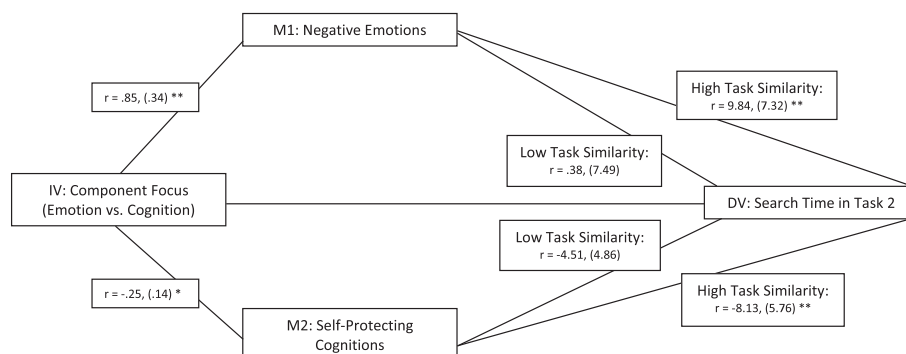 M1: Negative Emotions
High Task Similarity:
r = 9.84, (7.32) **
r = .85, (.34) **
Low Task Similarity:
r = .38, (7.49)
IV: Component Focus
(Emotion vs. Cognition)
DV: Search Time in Task 2
Low Task Similarity:
r = -4.51, (4.86)
r = -.25, (.14) *
High Task Similarity:
r = -8.13, (5.76) **
M2: Self-Protecting
Cognitions